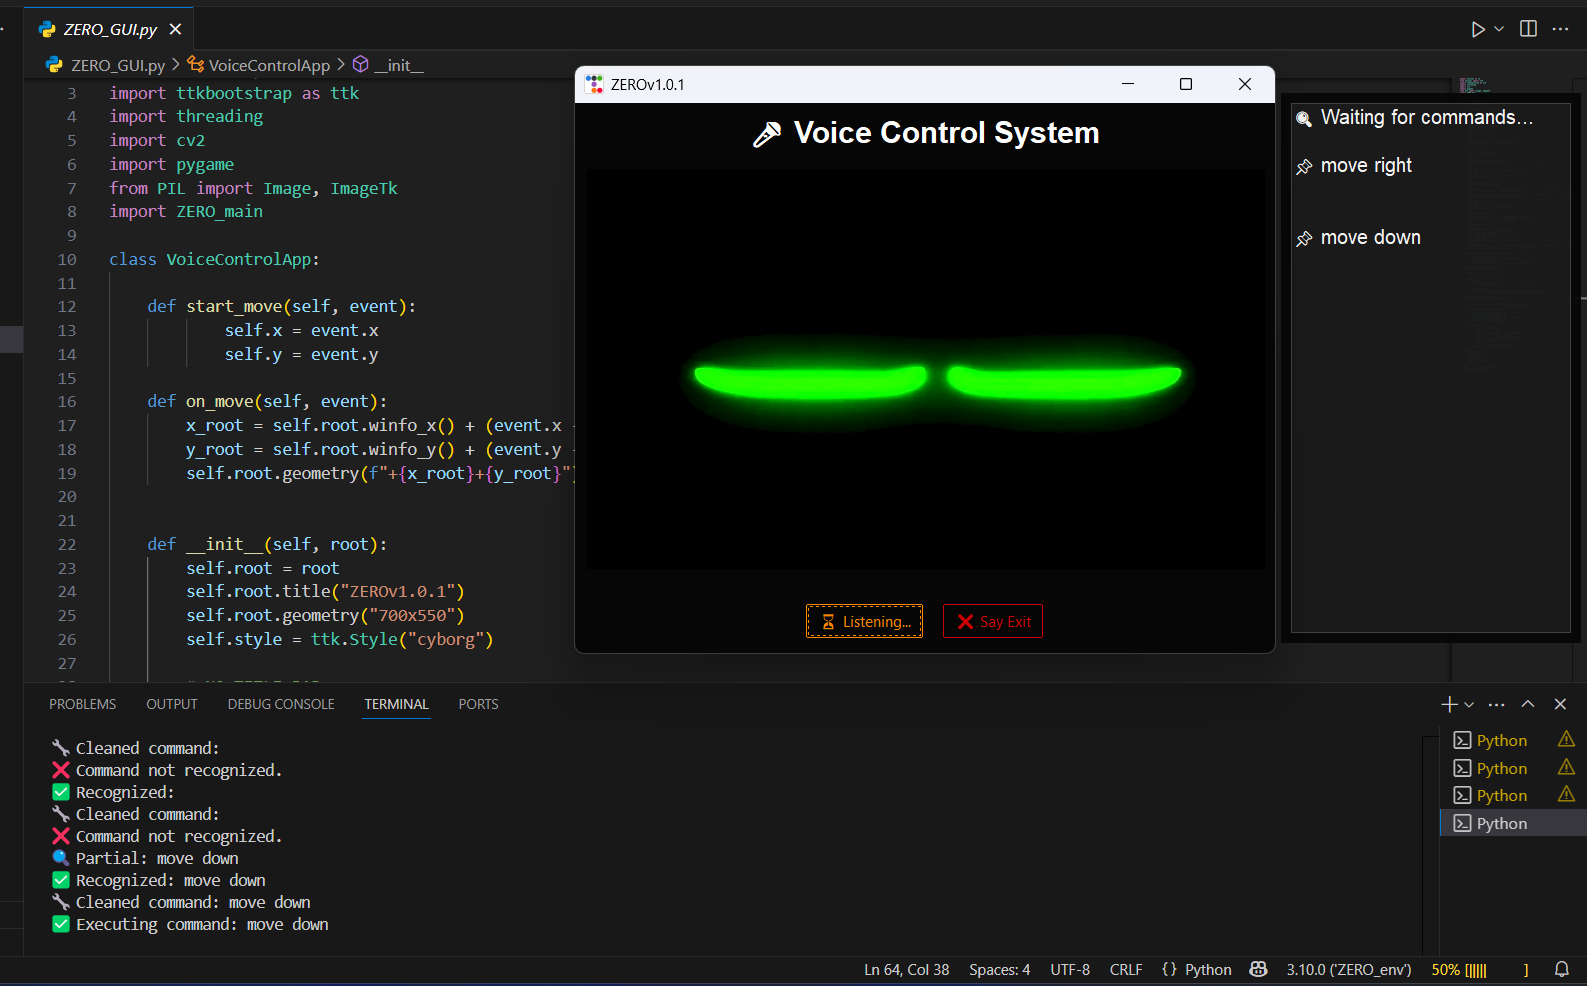 ZERO_GUI.py
ZERO_GUI.py > VoiceControlApp > __init__
3 import ttkbootstrap as ttk
4 import threading
5 import cv2
6 import pygame
7 from PIL import Image, ImageTk
8 import ZERO_main
9
10 class VoiceControlApp:
11
12 def start_move(self, event):
13 self.x = event.x
14 self.y = event.y
15
16 def on_move(self, event):
17 x_root = self.root.winfo_x() + (event.x
18 y_root = self.root.winfo_y() + (event.y
19 self.root.geometry(f"+{x_root}+{y_root}")
20
21
22 def __init__(self, root):
23 self.root = root
24 self.root.title("ZEROv1.0.1")
25 self.root.geometry("700x550")
26 self.style = ttk.Style("cyborg")
27
ZEROv1.0.1
Voice Control System
Listening...
Say Exit
Waiting for commands...
move right
move down
PROBLEMS OUTPUT DEBUG CONSOLE TERMINAL PORTS
Cleaned command:
Command not recognized.
Recognized:
Cleaned command:
Command not recognized.
Partial: move down
Recognized: move down
Cleaned command: move down
Executing command: move down
Python
Python
Python
Python
Ln 64, Col 38 Spaces: 4 UTF-8 CRLF {} Python 3.10.0 ('ZERO_env') 50% [||||| ]